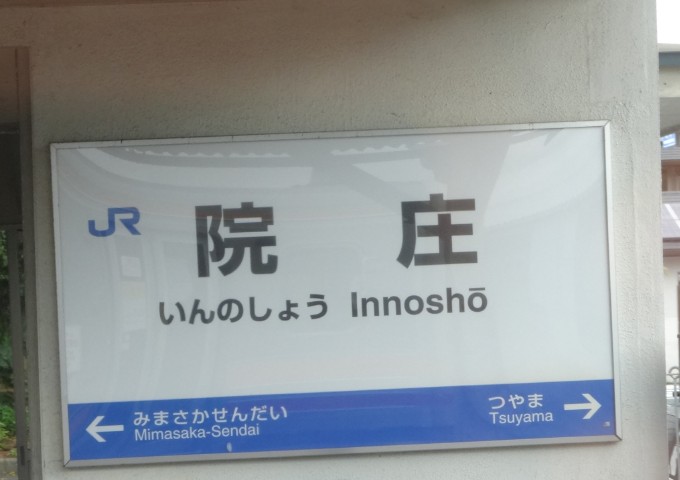 JR
院庄
いんのしょう Innoshō
← みまさかせんだい
Mimasaka-Sendai
つやま →
Tsuyama